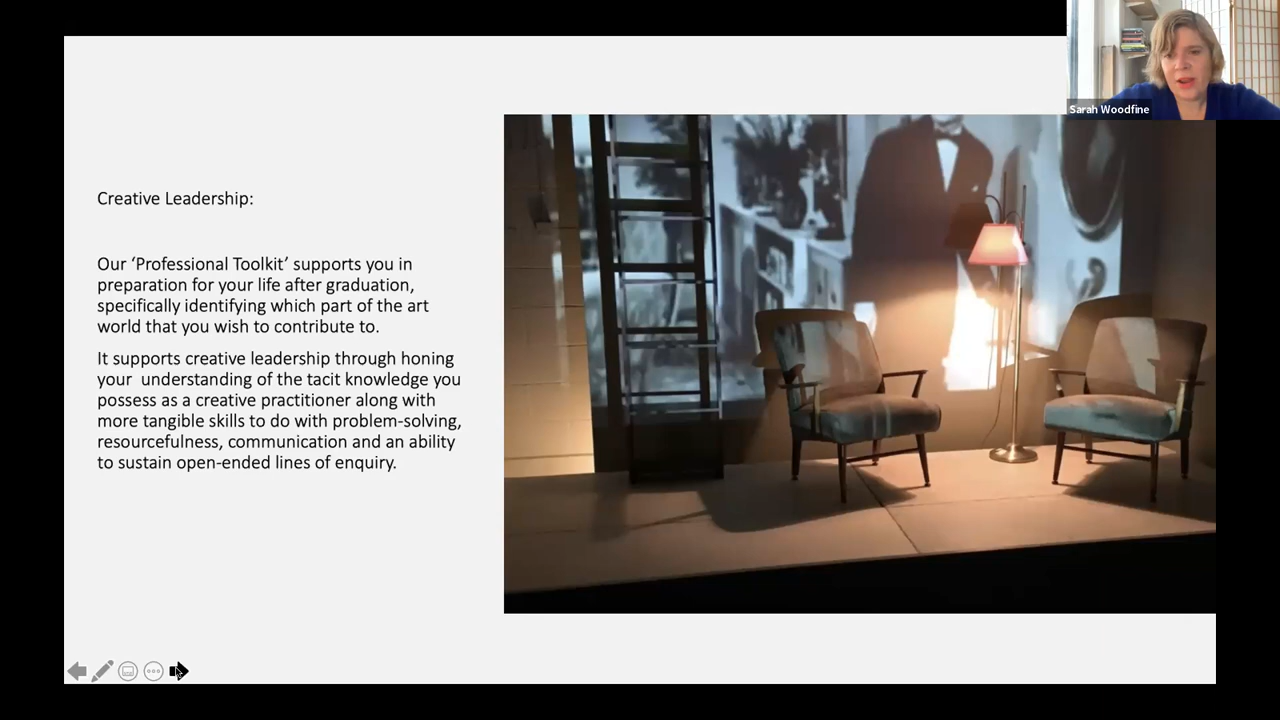 Sarah Woodfine
Creative Leadership:
Our ‘Professional Toolkit’ supports you in
preparation for your life after graduation,
specifically identifying which part of the art
world that you wish to contribute to.
It supports creative leadership through honing
your  understanding of the tacit knowledge you
possess as a creative practitioner along with
more tangible skills to do with problem-solving,
resourcefulness, communication and an ability
to sustain open-ended lines of enquiry.